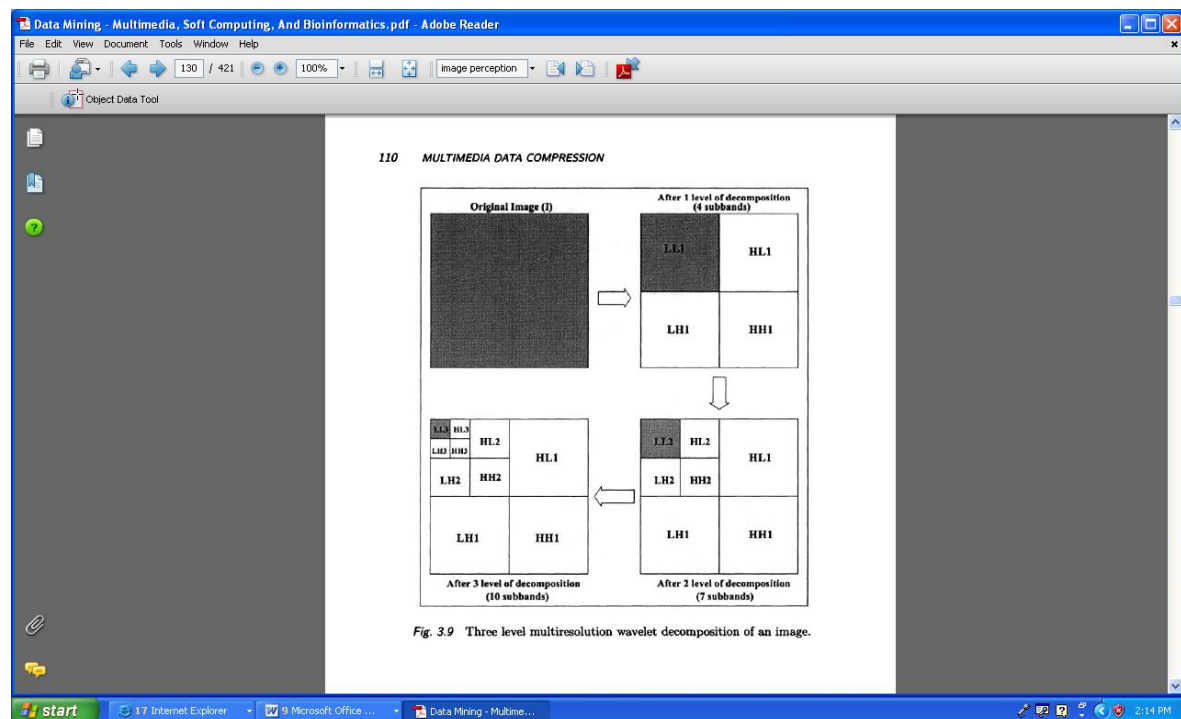 Data Mining - Multimedia, Soft Computing, And Bioinformatics.pdf - Adobe Reader
File Edit View Document Tools Window Help
130 / 421 100% image perception
Object Data Tool
110 MULTIMEDIA DATA COMPRESSION
Original Image (I)
After 1 level of decomposition
(4 subbands)
LL1 HL1
LH1 HH1
LL3 HL3
LH3 HH3
HL2
HL1
LH2 HH2
LH1 HH1
After 3 level of decomposition
(10 subbands)
LL2 HL2
HL1
LH2 HH2
LH1 HH1
After 2 level of decomposition
(7 subbands)
Fig. 3.9 Three level multiresolution wavelet decomposition of an image.
start 17 Internet Explorer 9 Microsoft Office ... Data Mining - Multime... 2:14 PM